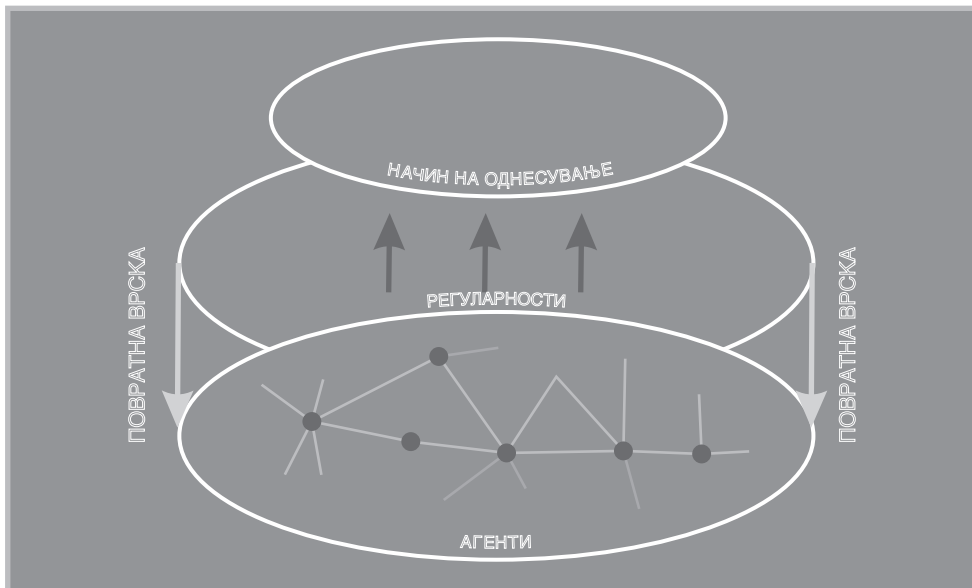 НАЧИН НА ОДНЕСУВАЊЕ
ПОВРАТНА ВРСКА
ПОВРАТНА ВРСКА
РЕГУЛАРНОСТИ
АГЕНТИ